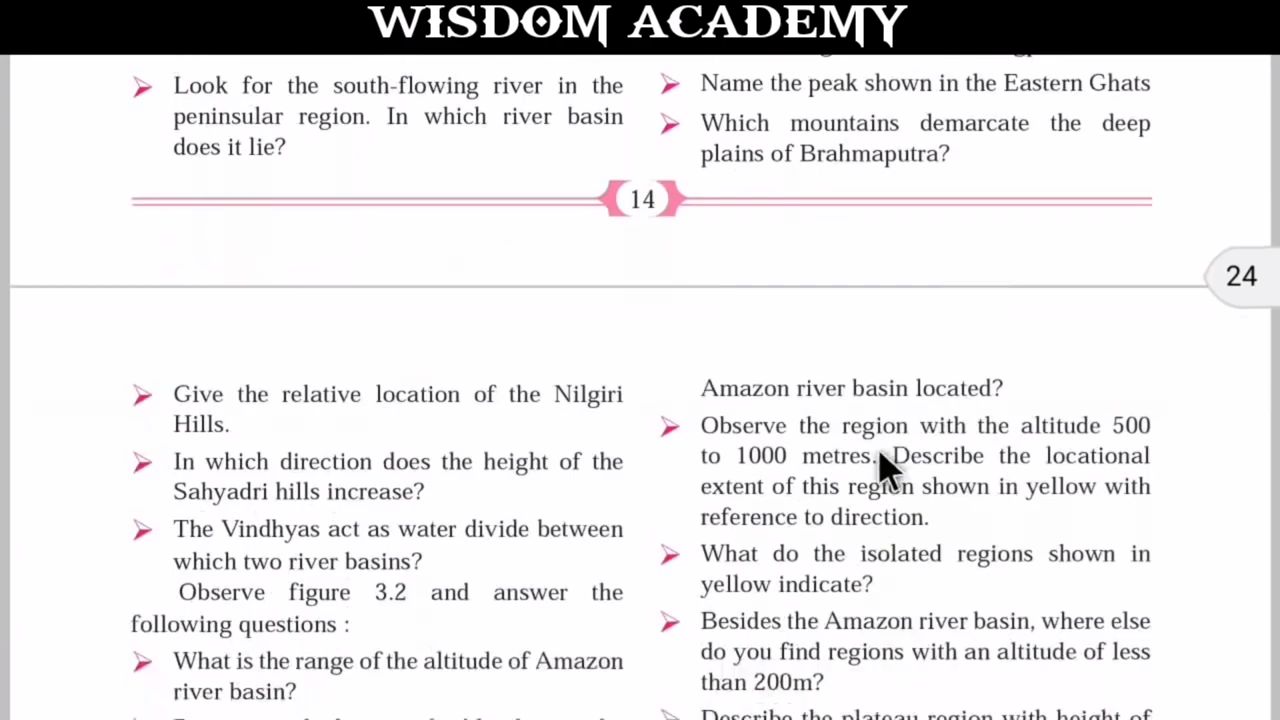 WISDOM ACADEMY
Look for the south-flowing river in the
peninsular region. In which river basin
does it lie?
Name the peak shown in the Eastern Ghats
Which mountains demarcate the deep
plains of Brahmaputra?
14
24
Give the relative location of the Nilgiri
Hills.
In which direction does the height of the
Sahyadri hills increase?
The Vindhyas act as water divide between
which two river basins?
Observe figure 3.2 and answer the
following questions :
What is the range of the altitude of Amazon
river basin?
Amazon river basin located?
Observe the region with the altitude 500
to 1000 metres. Describe the locational
extent of this region shown in yellow with
reference to direction.
What do the isolated regions shown in
yellow indicate?
Besides the Amazon river basin, where else
do you find regions with an altitude of less
than 200m?
Describe the plateau region with height of